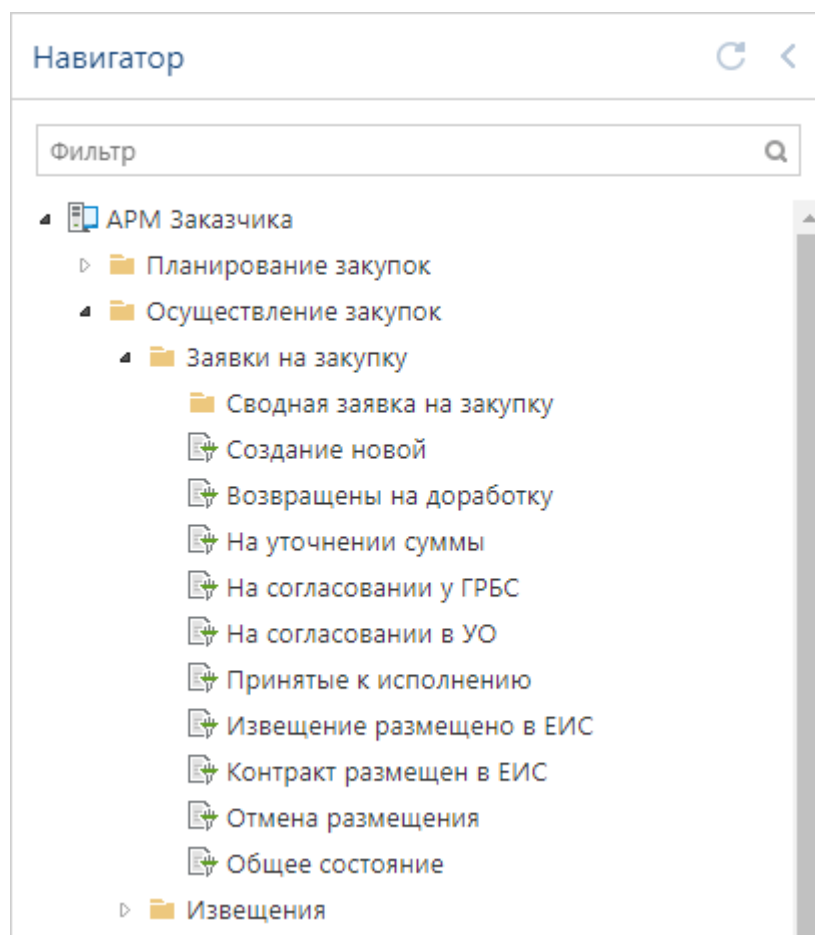 Навигатор
Фильтр
АРМ Заказчика
Планирование закупок
Осуществление закупок
Заявки на закупку
Сводная заявка на закупку
Создание новой
Возвращены на доработку
На уточнении суммы
На согласовании у ГРБС
На согласовании в УО
Принятые к исполнению
Извещение размещено в ЕИС
Контракт размещен в ЕИС
Отмена размещения
Общее состояние
Извещения